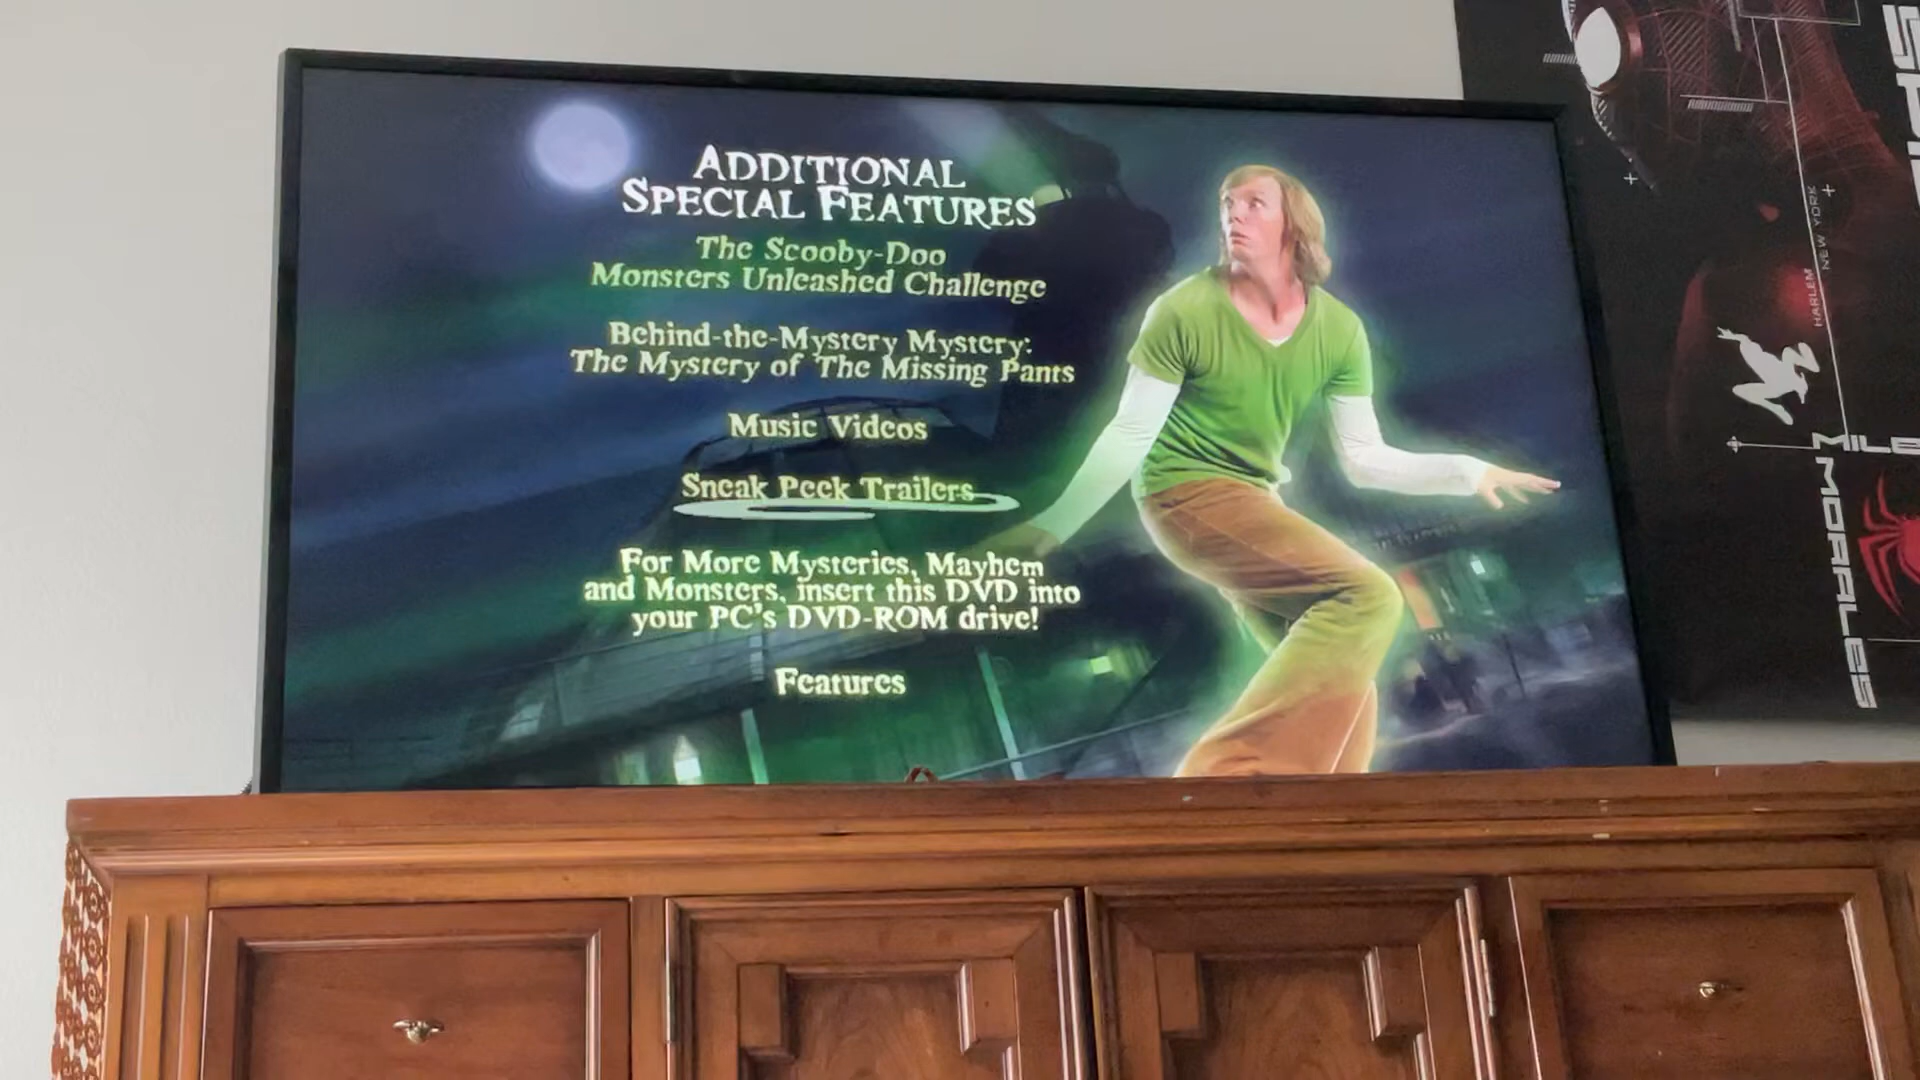 ADDITIONAL
SPECIAL FEATURES
The Scooby-Doo
Monsters Unleashed Challenge
Behind-the-Mystery Mystery:
The Mystery of The Missing Pants
Music Videos
Sneak Peek Trailers
For More Mysteries, Mayhem
and Monsters, insert this DVD into
your PC's DVD-ROM drive!
Features
HARLEM
NEW YORK
MORALES